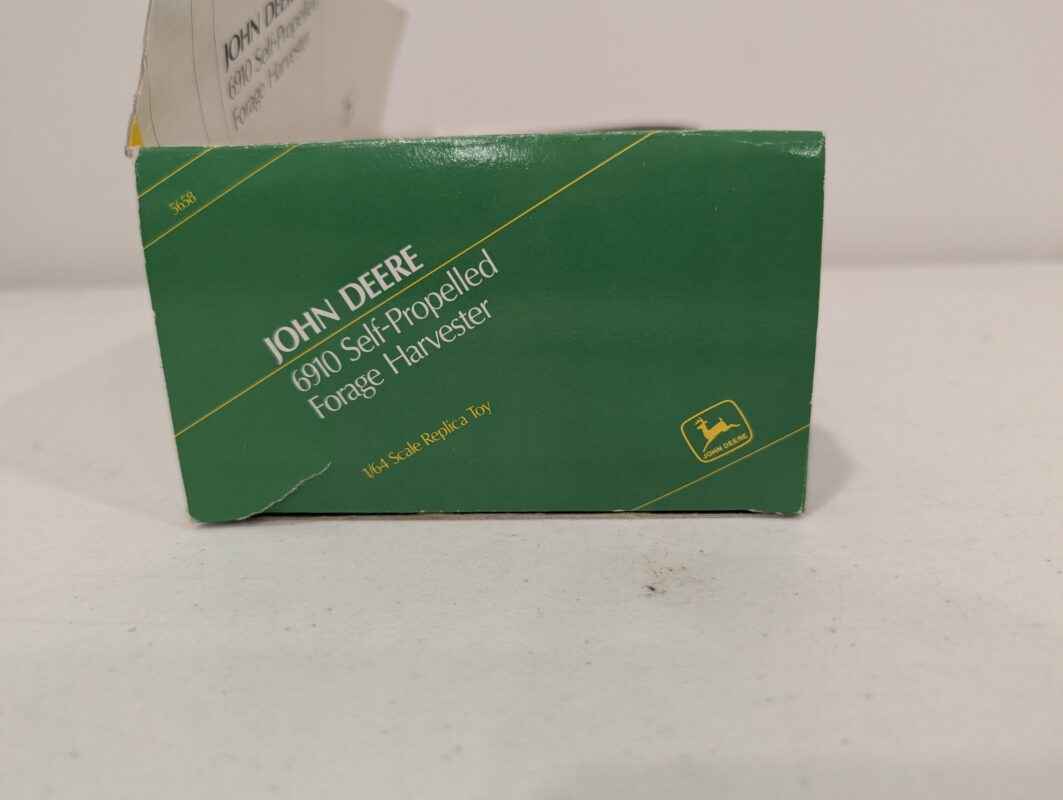 JOHN DEERE
6910 Self-Propelled
Forage Harvester
5658
JOHN DEERE
6910 Self-Propelled
Forage Harvester
1/64 Scale Replica Toy
JOHN DEERE